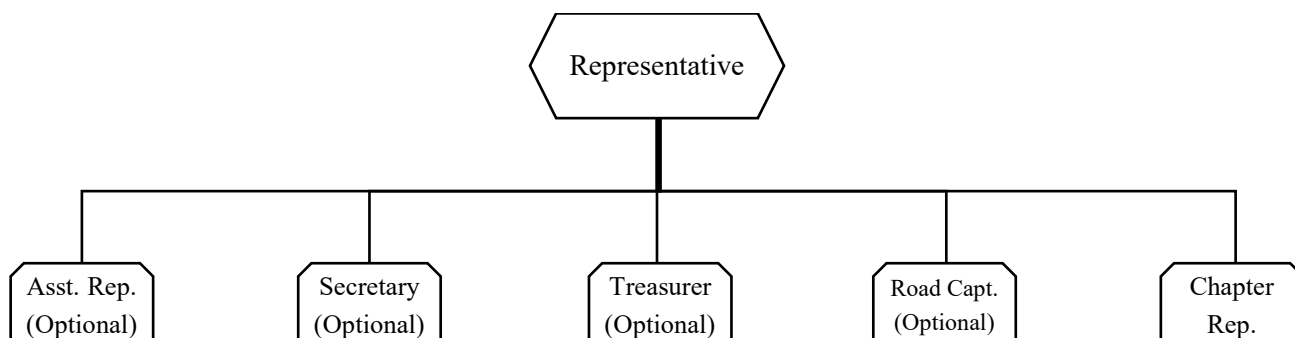 Representative
Asst. Rep.
(Optional)
Secretary
(Optional)
Treasurer
(Optional)
Road Capt.
(Optional)
Chapter
Rep.